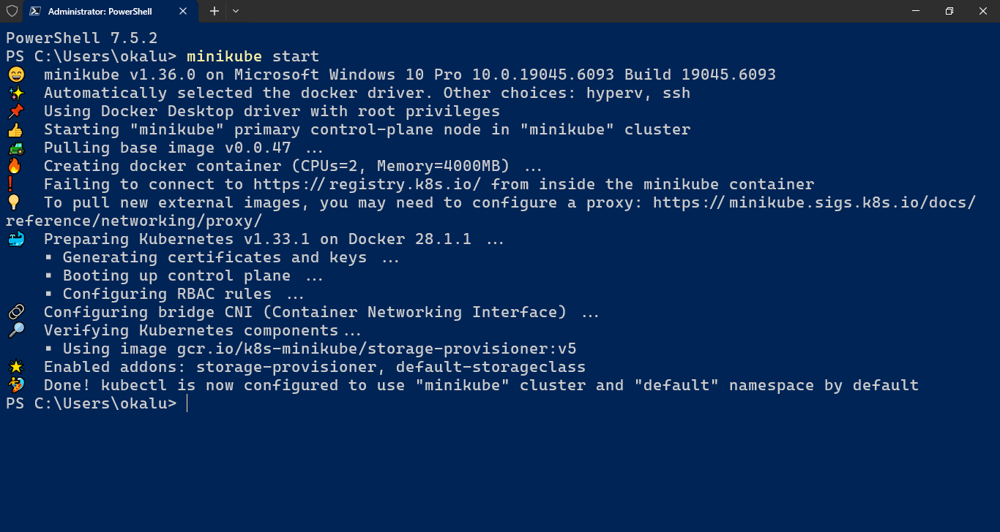 Administrator: PowerShell
PowerShell 7.5.2
PS C:\Users\okalu> minikube start
😄  minikube v1.36.0 on Microsoft Windows 10 Pro 10.0.19045.6093 Build 19045.6093
✨  Automatically selected the docker driver. Other choices: hyperv, ssh
📌  Using Docker Desktop driver with root privileges
👍  Starting "minikube" primary control-plane node in "minikube" cluster
🚜  Pulling base image v0.0.47 ...
🔥  Creating docker container (CPUs=2, Memory=4000MB) ...
❗  Failing to connect to https://registry.k8s.io/ from inside the minikube container
💡  To pull new external images, you may need to configure a proxy: https://minikube.sigs.k8s.io/docs/
reference/networking/proxy/
🐳  Preparing Kubernetes v1.33.1 on Docker 28.1.1 ...
▪ Generating certificates and keys ...
▪ Booting up control plane ...
▪ Configuring RBAC rules ...
🔗  Configuring bridge CNI (Container Networking Interface) ...
🔎  Verifying Kubernetes components...
▪ Using image gcr.io/k8s-minikube/storage-provisioner:v5
🌟  Enabled addons: storage-provisioner, default-storageclass
🏄  Done! kubectl is now configured to use "minikube" cluster and "default" namespace by default
PS C:\Users\okalu>